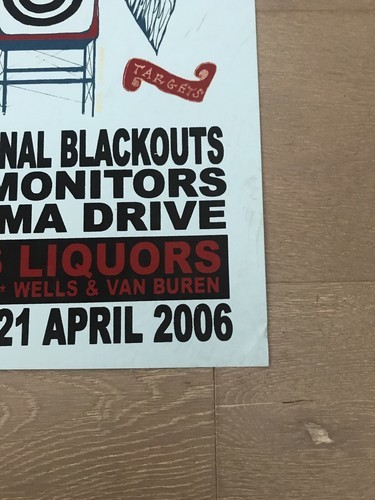 TARGETS
NAL BLACKOUTS
MONITORS
MA DRIVE
S LIQUORS
* WELLS & VAN BUREN
21 APRIL 2006